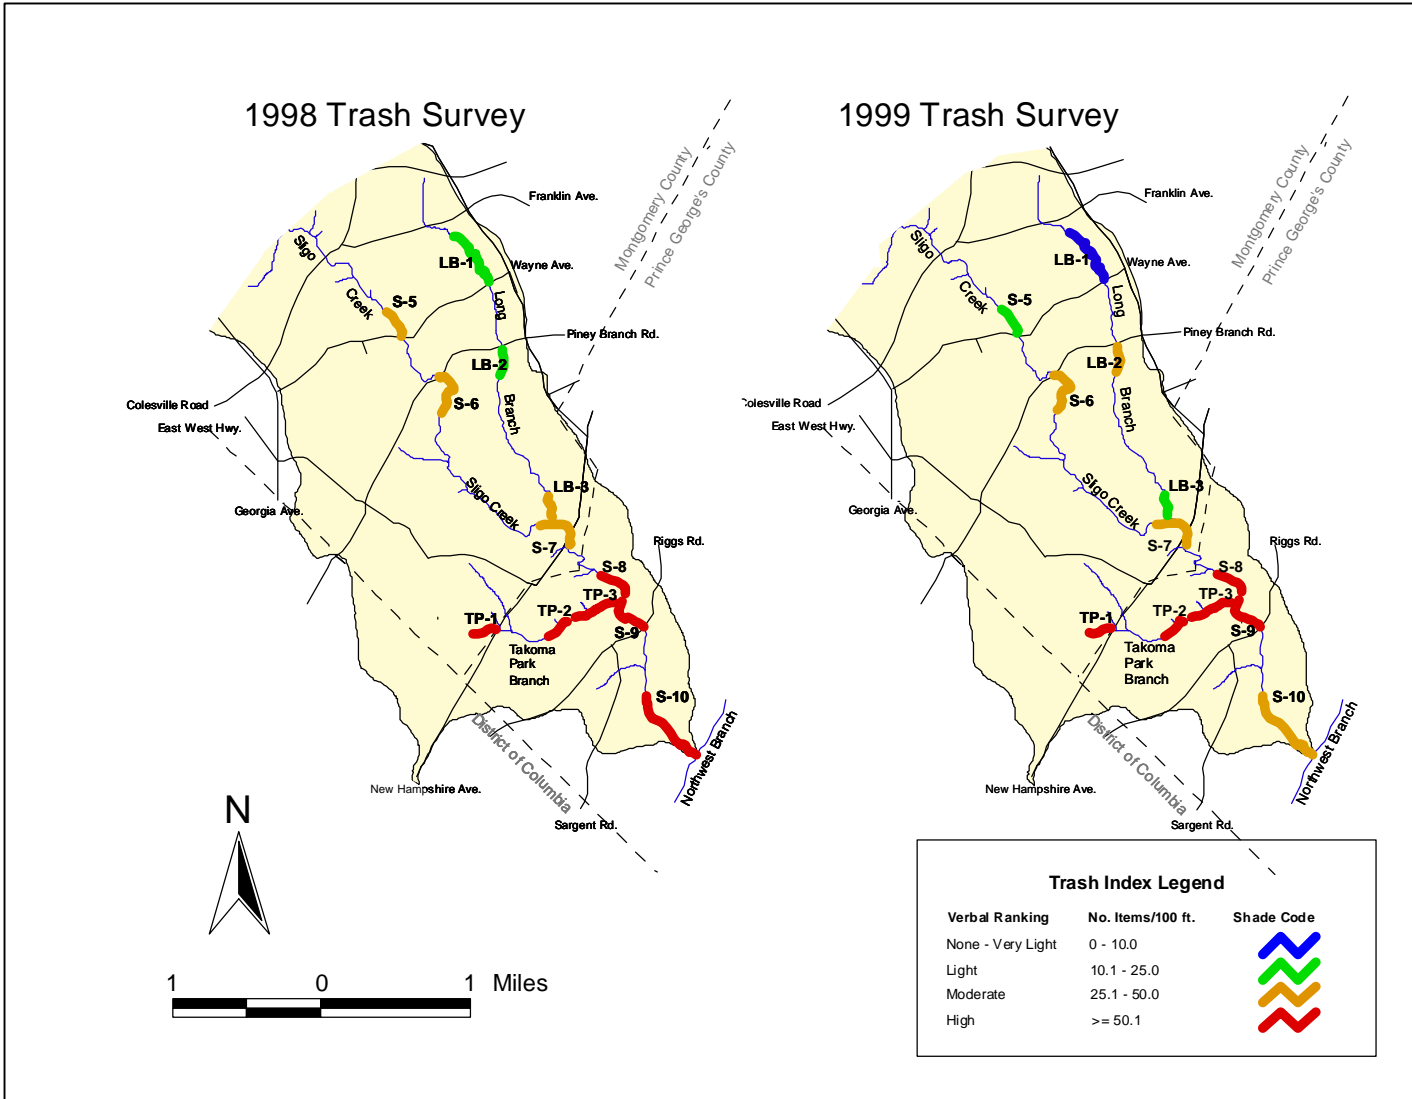 1998 Trash Survey
Franklin Ave.
Montgomery County
Prince George's County
Sligo
Creek
LB-1
Wayne Ave.
S-5
Long
Piney Branch Rd.
LB-2
Branch
S-6
Colesville Road
East West Hwy.
Georgia Ave.
Sligo Creek
LB-3
S-7
Riggs Rd.
S-8
TP-3
TP-2
TP-1
S-9
Takoma
Park
Branch
S-10
District of Columbia
Northwest Branch
New Hampshire Ave.
Sargent Rd.
1999 Trash Survey
Franklin Ave.
Montgomery County
Prince George's County
Sligo
Creek
LB-1
Wayne Ave.
S-5
Long
Piney Branch Rd.
LB-2
Branch
S-6
Colesville Road
East West Hwy.
Georgia Ave.
Sligo Creek
LB-3
S-7
Riggs Rd.
S-8
TP-3
TP-2
TP-1
S-9
Takoma
Park
Branch
S-10
District of Columbia
Northwest Branch
New Hampshire Ave.
Sargent Rd.
N
1 0 1 Miles
Trash Index Legend
Verbal Ranking No. Items/100 ft. Shade Code
None - Very Light 0 - 10.0
Light 10.1 - 25.0
Moderate 25.1 - 50.0
High >= 50.1